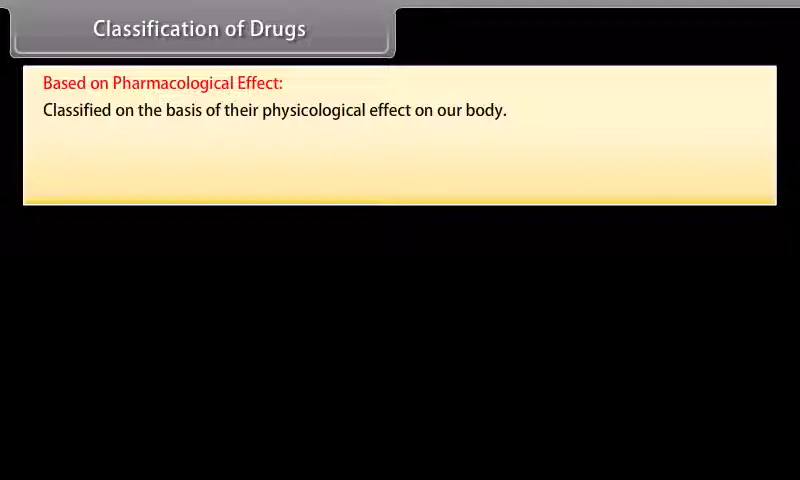 Classification of Drugs
Based on Pharmacological Effect:
Classified on the basis of their physicological effect on our body.